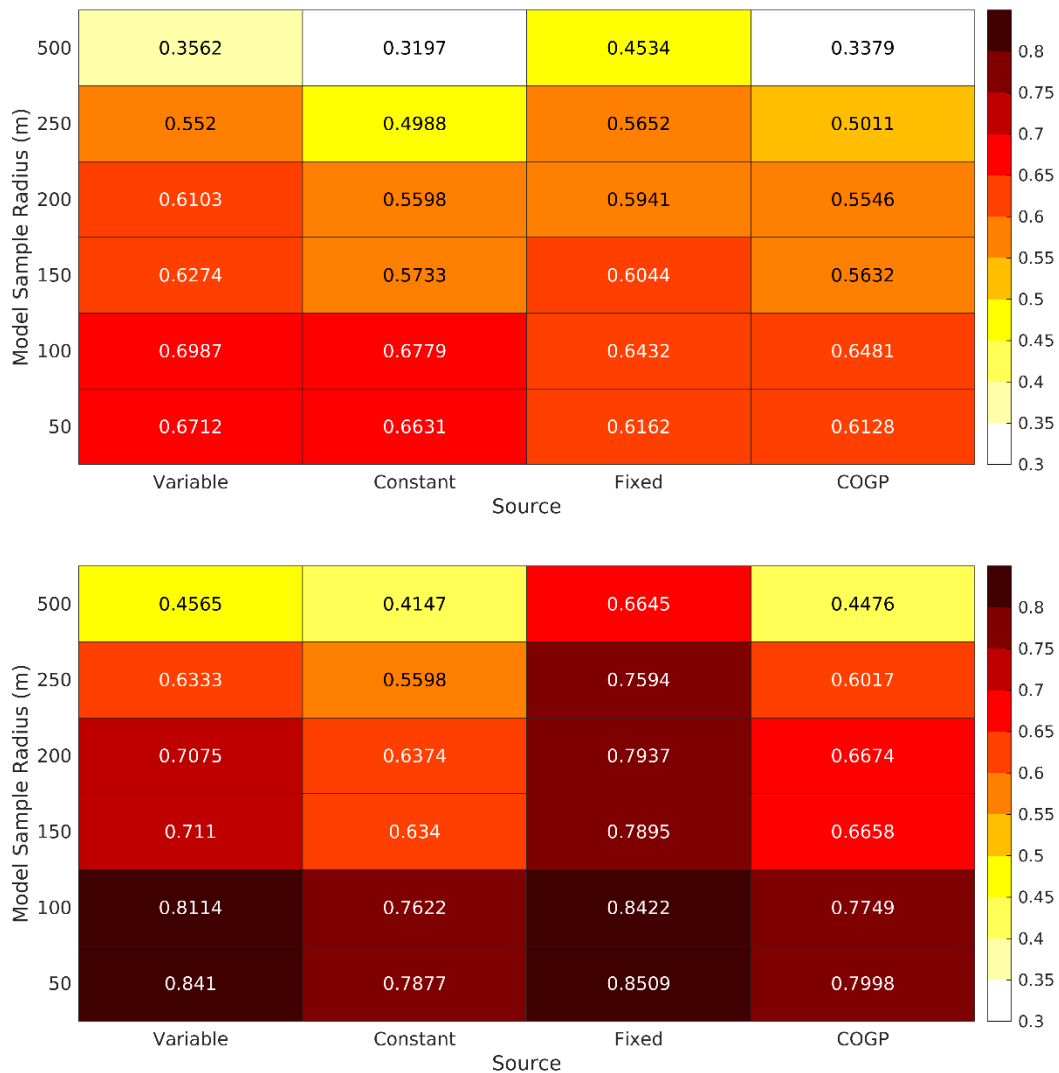 500 0.3562 0.3197 0.4534 0.3379
250 0.552 0.4988 0.5652 0.5011
200 0.6103 0.5598 0.5941 0.5546
150 0.6274 0.5733 0.6044 0.5632
100 0.6987 0.6779 0.6432 0.6481
50 0.6712 0.6631 0.6162 0.6128
Model Sample Radius (m)
Variable Constant Fixed COGP
Source
0.8
0.75
0.7
0.65
0.6
0.55
0.5
0.45
0.4
0.35
0.3
500 0.4565 0.4147 0.6645 0.4476
250 0.6333 0.5598 0.7594 0.6017
200 0.7075 0.6374 0.7937 0.6674
150 0.711 0.634 0.7895 0.6658
100 0.8114 0.7622 0.8422 0.7749
50 0.841 0.7877 0.8509 0.7998
Model Sample Radius (m)
Variable Constant Fixed COGP
Source
0.8
0.75
0.7
0.65
0.6
0.55
0.5
0.45
0.4
0.35
0.3